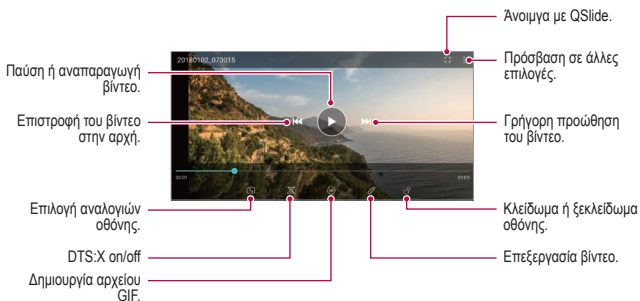 Άνοιγμα με QSlide.
20180102_073015
Πρόσβαση σε άλλες
επιλογές.
Παύση ή αναπαραγωγή
βίντεο.
Επιστροφή του βίντεο
στην αρχή.
Γρήγορη προώθηση
του βίντεο.
00:01
Επιλογή αναλογιών
οθόνης.
Κλείδωμα ή ξεκλείδωμα
οθόνης.
DTS:X on/off
Επεξεργασία βίντεο.
Δημιουργία αρχείου
GIF.